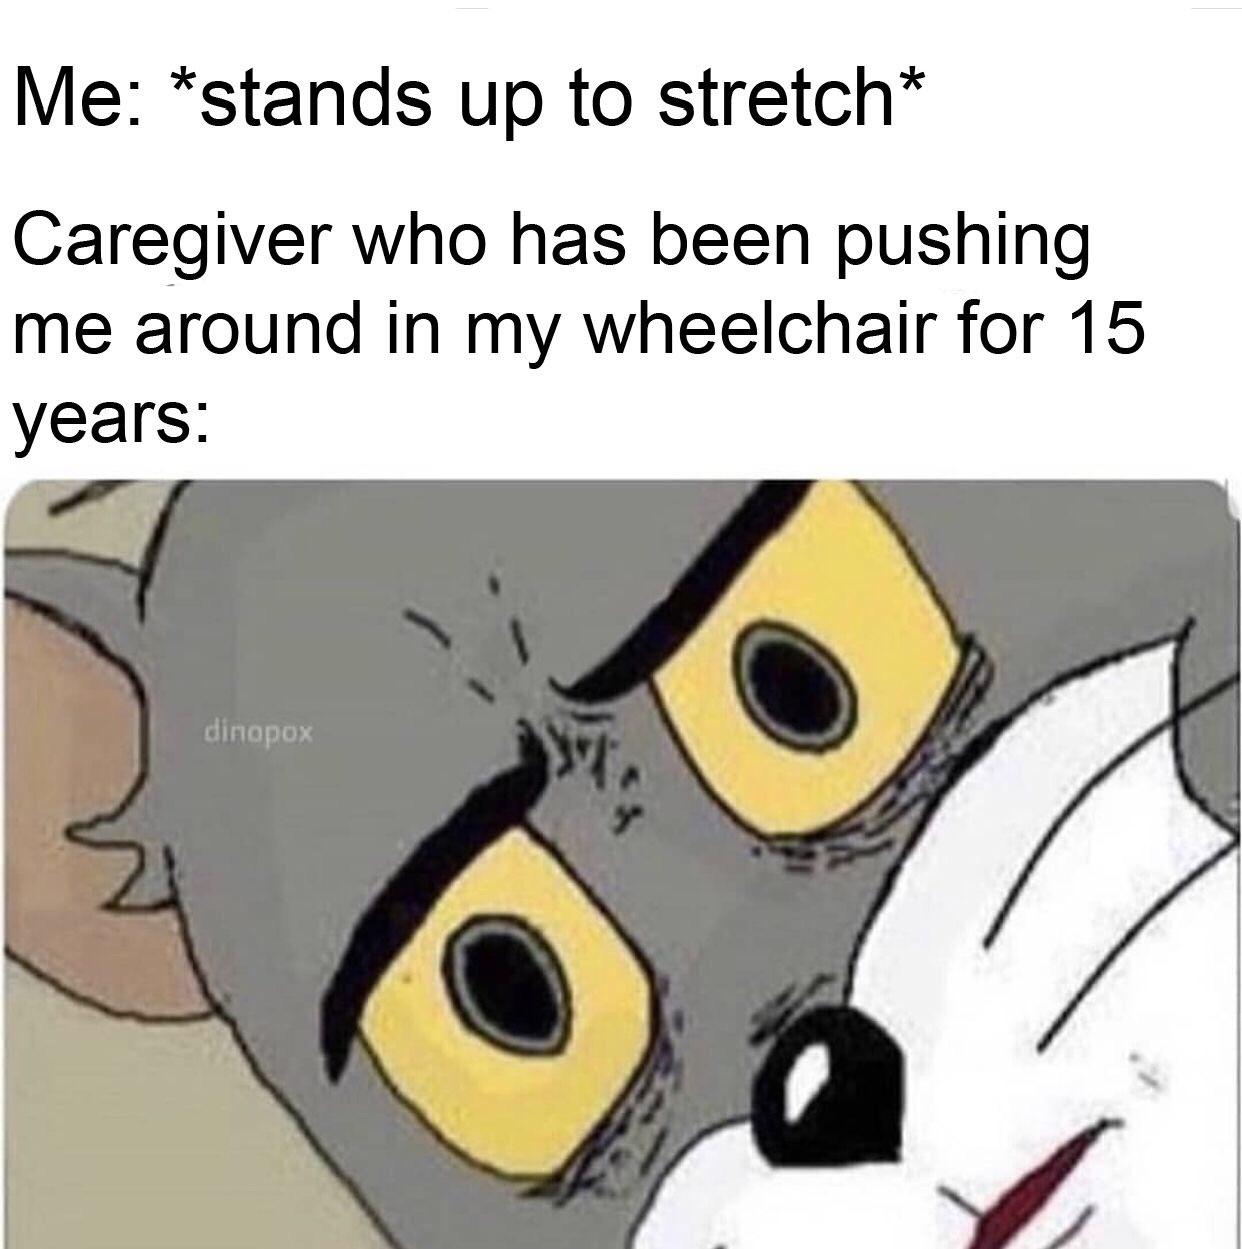 Me: *stands up to stretch*
Caregiver who has been pushing
me around in my wheelchair for 15
years:
dinopox